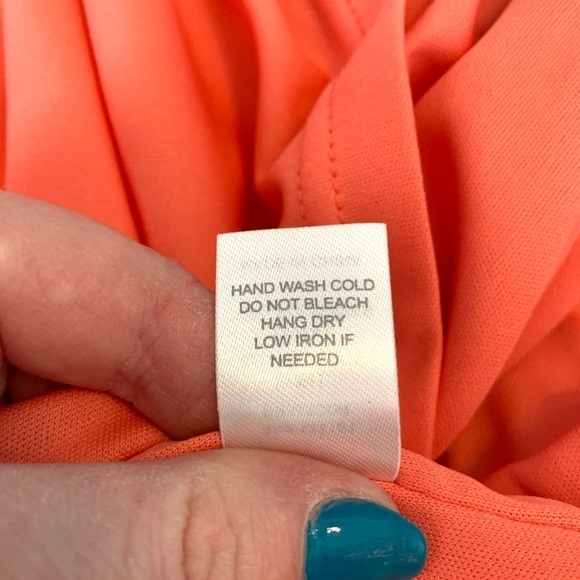 HAND WASH COLD
DO NOT BLEACH
HANG DRY
LOW IRON IF
NEEDED